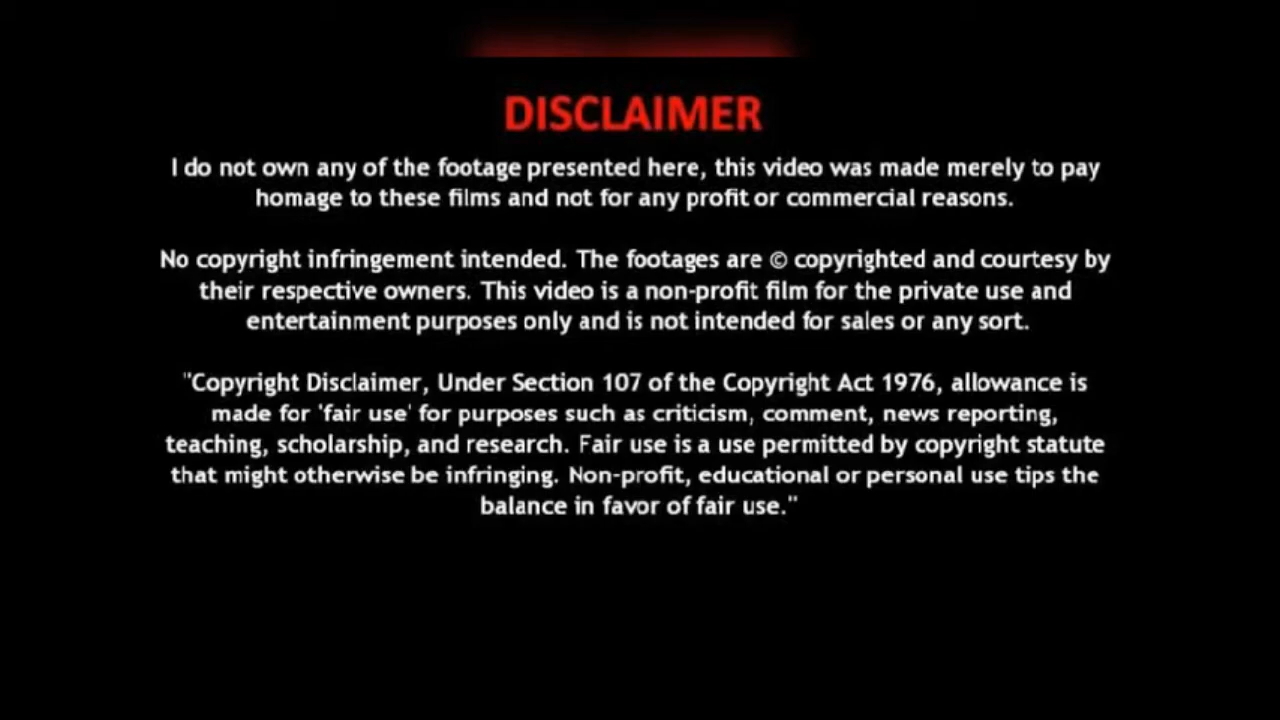 DISCLAIMER
I do not own any of the footage presented here, this video was made merely to pay
homage to these films and not for any profit or commercial reasons.
No copyright infringement intended. The footages are © copyrighted and courtesy by
their respective owners. This video is a non-profit film for the private use and
entertainment purposes only and is not intended for sales or any sort.
"Copyright Disclaimer, Under Section 107 of the Copyright Act 1976, allowance is
made for 'fair use' for purposes such as criticism, comment, news reporting,
teaching, scholarship, and research. Fair use is a use permitted by copyright statute
that might otherwise be infringing. Non-profit, educational or personal use tips the
balance in favor of fair use."